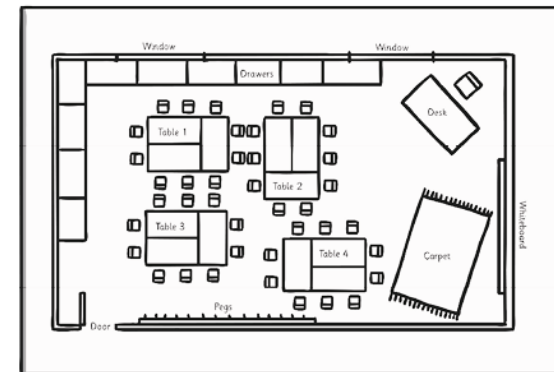 Window
Window
Drawers
Desk
Table 1
Table 2
Table 3
Table 4
Carpet
Whiteboard
Pegs
Door